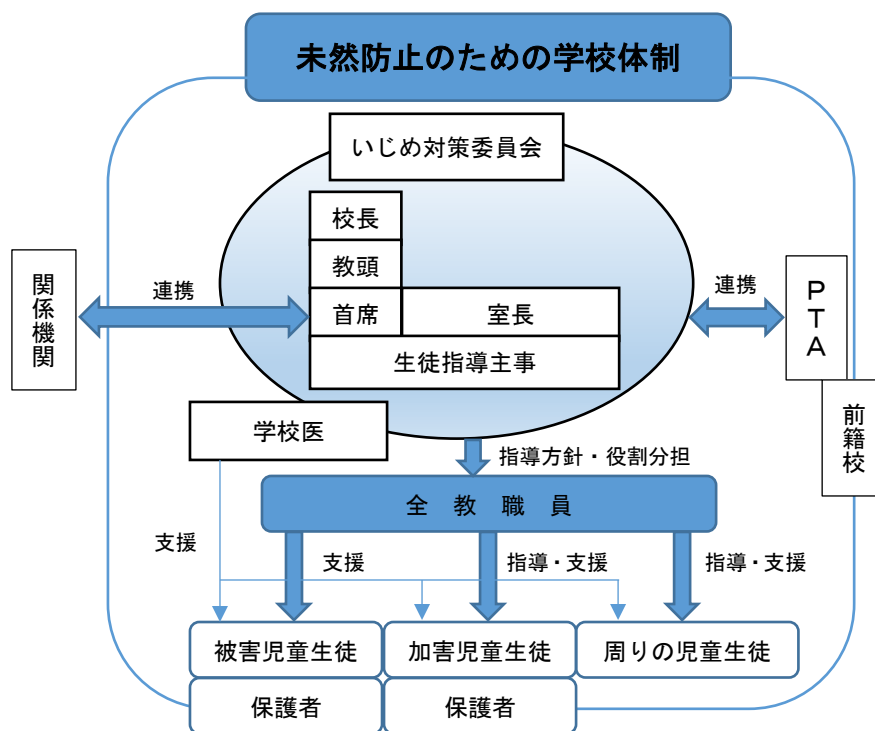 未然防止のための学校体制
いじめ対策委員会
校長
教頭
首席
室長
生徒指導主事
関係機関
連携
連携
PTA
前籍校
学校医
指導方針・役割分担
全教職員
支援
支援
指導・支援
指導・支援
被害児童生徒
加害児童生徒
周りの児童生徒
保護者
保護者